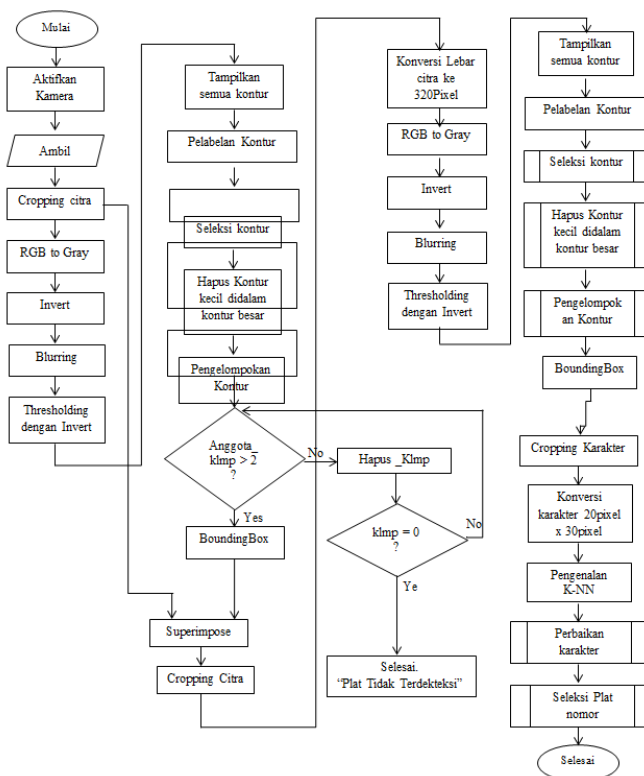 Mulai
Aktifkan
Kamera
Ambil
Cropping citra
RGB to Gray
Invert
Blurring
Thresholding
dengan Invert
Tampilkan
semua kontur
Pelabelan Kontur
Seleksi kontur
Hapus Kontur
kecil didalam
kontur besar
Pengelompokan
Kontur
Anggota_
klmp > 2
?
No
Yes
BoundingBox
Superimpose
Cropping Citra
Hapus _Klmp
klmp = 0
?
No
Ye
Selesai.
“Plat Tidak Terdekteksi”
Konversi Lebar
citra ke
320Pixel
RGB to Gray
Invert
Blurring
Thresholding
dengan Invert
Tampilkan
semua kontur
Pelabelan Kontur
Seleksi kontur
Hapus Kontur
kecil didalam
kontur besar
Pengelompok
an Kontur
BoundingBox
Cropping Karakter
Konversi
karakter 20pixel
x 30pixel
Pengenalan
K-NN
Perbaikan
karakter
Seleksi Plat
nomor
Selesai